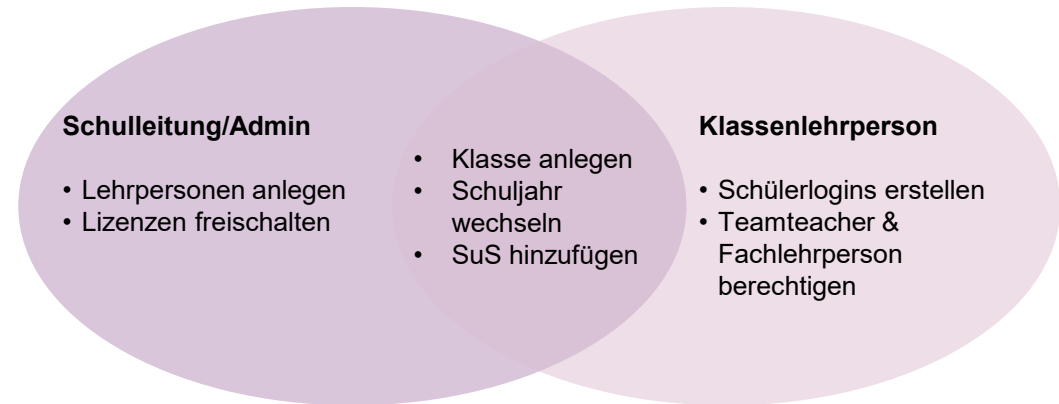 Schulleitung/Admin
• Lehrpersonen anlegen
• Lizenzen freischalten
• Klasse anlegen
• Schuljahr
wechseln
• SuS hinzufügen
Klassenlehrperson
• Schülerlogins erstellen
• Teamteacher &
Fachlehrperson
berechtigen